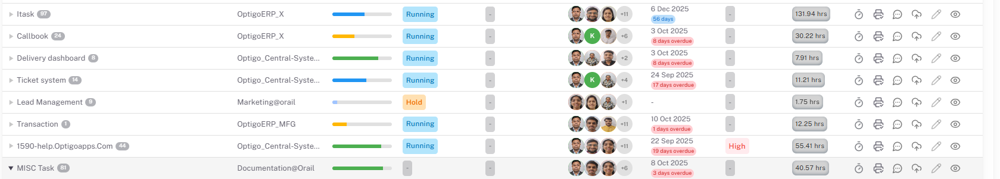 Itask 97 OptigoERP_X Running - +11 6 Dec 2025 - 131.94 hrs
56 days
Callbook 24 OptigoERP_X Running - K +6 3 Oct 2025 - 30.22 hrs
8 days overdue
Delivery dashboard 8 Optigo_Central-Syste... Running - +2 3 Oct 2025 - 7.91 hrs
8 days overdue
Ticket system 14 Optigo_Central-Syste... Running - K +4 24 Sep 2025 - 11.21 hrs
17 days overdue
Lead Management 9 Marketing@orail Hold - +1 - - 1.75 hrs
Transaction 1 OptigoERP_MFG Running - +11 10 Oct 2025 - 12.25 hrs
1 days overdue
1590-help.Optigoapps.Com 44 Optigo_Central-Syste... Running - +11 22 Sep 2025 High 55.41 hrs
19 days overdue
MISC Task 81 Documentation@Orail - - +6 8 Oct 2025 - 40.57 hrs
3 days overdue